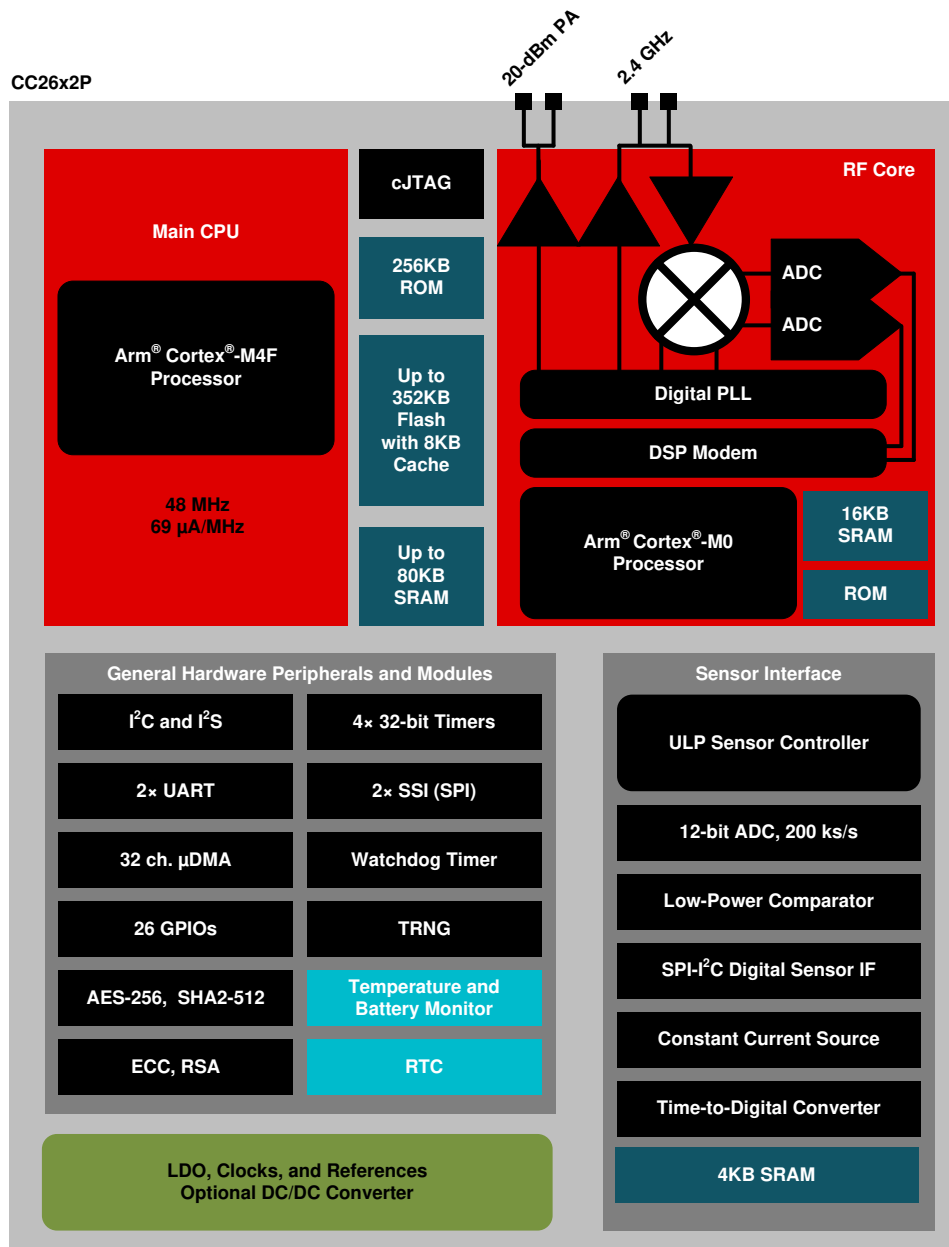 20-dBm PA
2.4 GHz
CC26x2P
Main CPU
Arm® Cortex®-M4F
Processor
48 MHz
69 µA/MHz
cJTAG
256KB
ROM
Up to
352KB
Flash
with 8KB
Cache
Up to
80KB
SRAM
RF Core
ADC
ADC
Digital PLL
DSP Modem
Arm® Cortex®-M0
Processor
16KB
SRAM
ROM
General Hardware Peripherals and Modules
I²C and I²S
4× 32-bit Timers
2× UART
2× SSI (SPI)
32 ch. µDMA
Watchdog Timer
26 GPIOs
TRNG
AES-256, SHA2-512
Temperature and
Battery Monitor
ECC, RSA
RTC
LDO, Clocks, and References
Optional DC/DC Converter
Sensor Interface
ULP Sensor Controller
12-bit ADC, 200 ks/s
Low-Power Comparator
SPI-I²C Digital Sensor IF
Constant Current Source
Time-to-Digital Converter
4KB SRAM